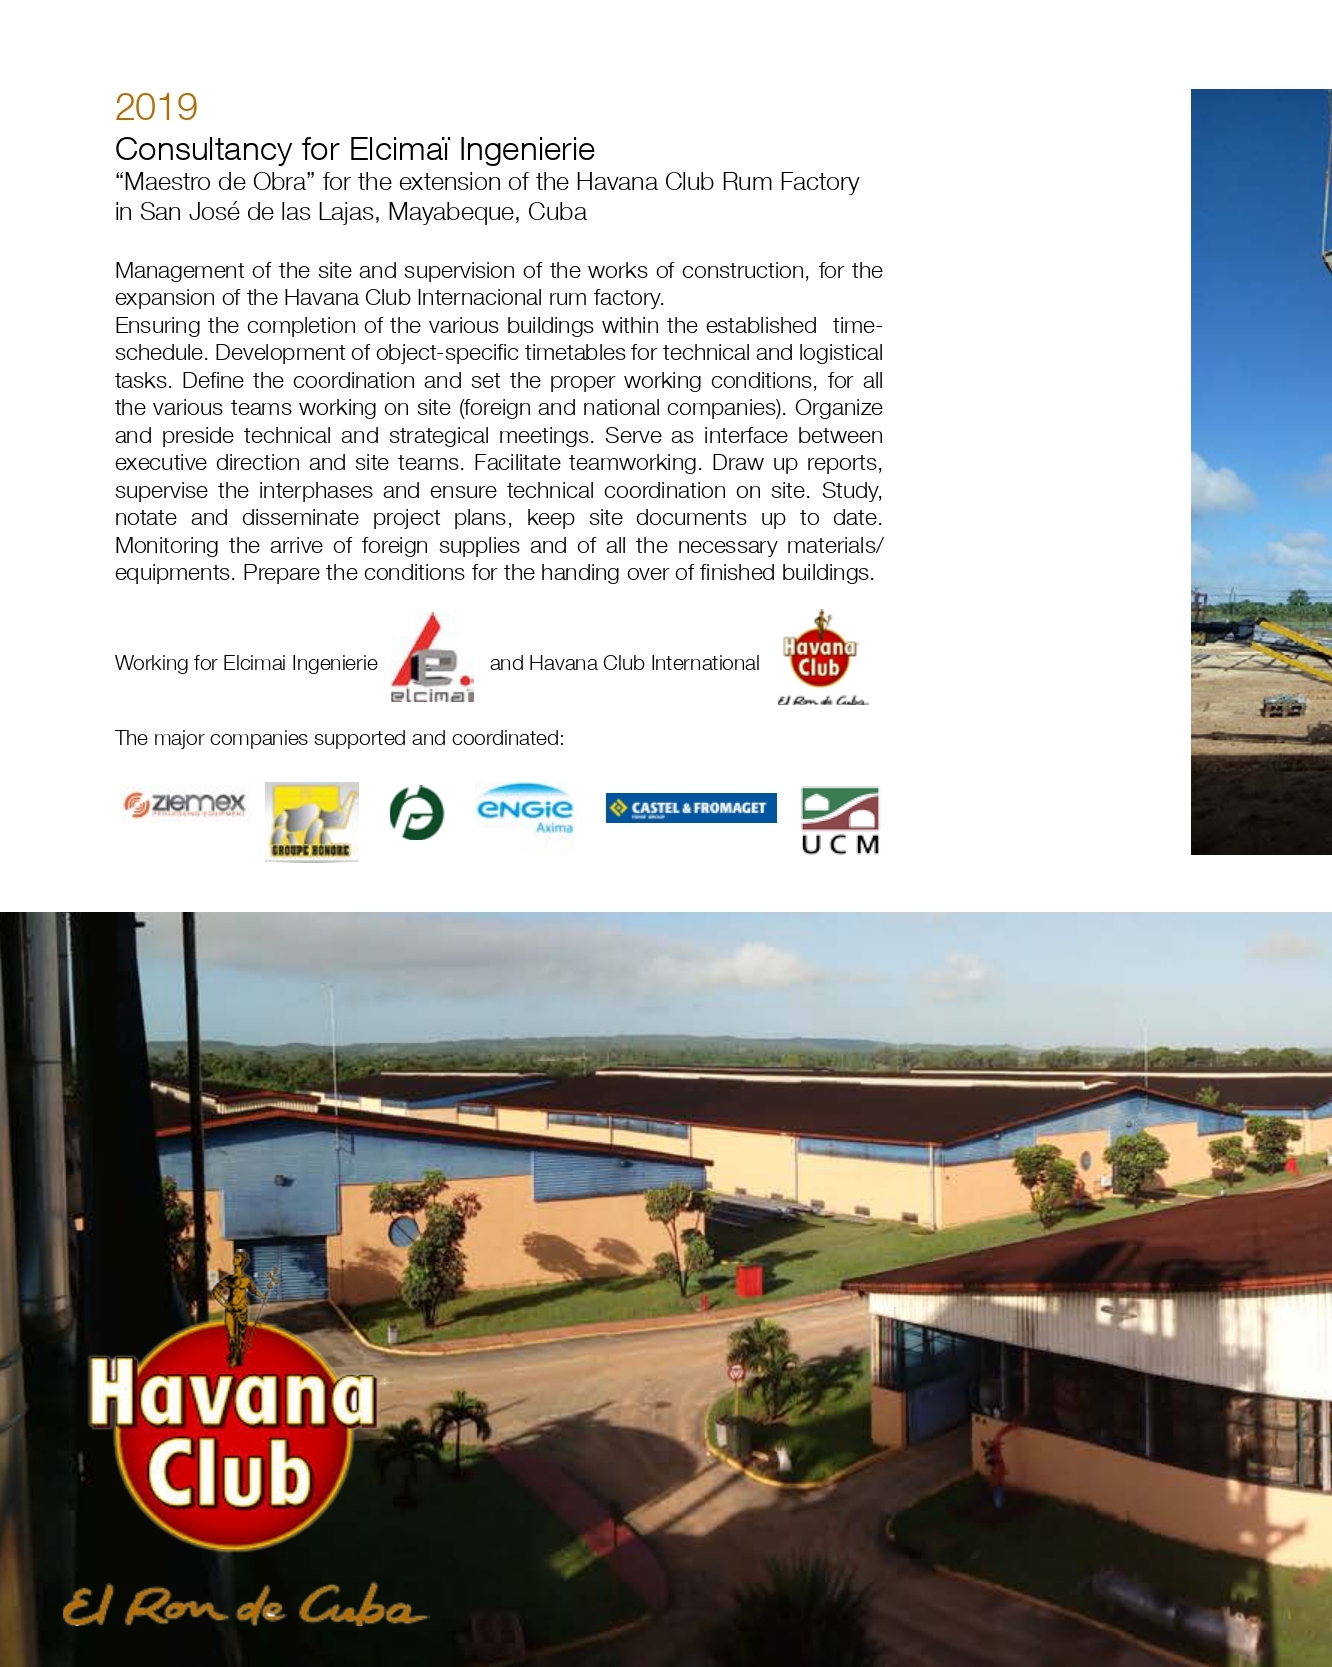 2019
Consultancy for Elcimaï Ingenierie
“Maestro de Obra” for the extension of the Havana Club Rum Factory
in San José de las Lajas, Mayabeque, Cuba
Management of the site and supervision of the works of construction, for the
expansion of the Havana Club Internacional rum factory.
Ensuring the completion of the various buildings within the established time-
schedule. Development of object-specific timetables for technical and logistical
tasks. Define the coordination and set the proper working conditions, for all
the various teams working on site (foreign and national companies). Organize
and preside technical and strategical meetings. Serve as interface between
executive direction and site teams. Facilitate teamworking. Draw up reports,
supervise the interphases and ensure technical coordination on site. Study,
notate and disseminate project plans, keep site documents up to date.
Monitoring the arrive of foreign supplies and of all the necessary materials/
equipments. Prepare the conditions for the handing over of finished buildings.
Working for Elcimai Ingenierie
e.
elcimaï
and Havana Club International
Havana
Club
El Ron de Cuba
The major companies supported and coordinated:
ZIEMEX
PROCESSING EQUIPMENT
GROUPE HONORE
ENGIE
Axima
CASTEL & FROMAGET
UCM
Havana
Club
El Ron de Cuba